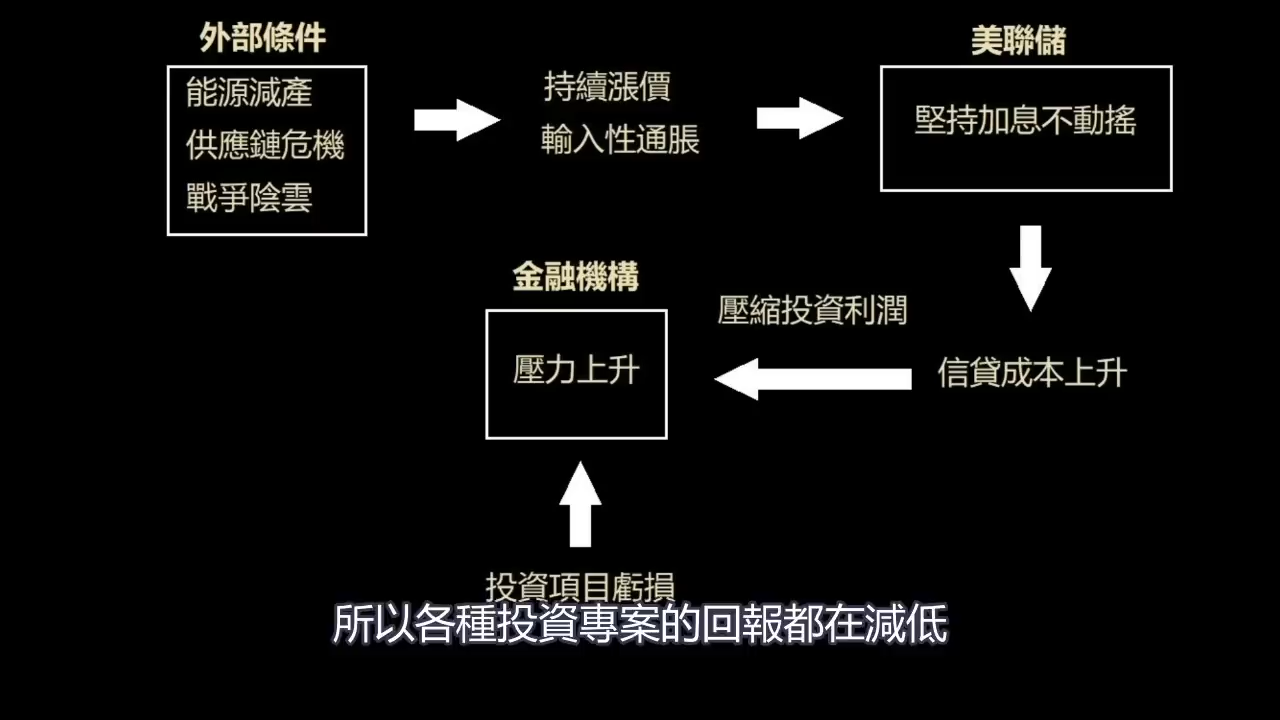 外部條件
能源減產
供應鏈危機
戰爭陰雲
持續漲價
輸入性通脹
美聯儲
堅持加息不動搖
信貸成本上升
壓縮投資利潤
金融機構
壓力上升
投資項目虧損
所以各種投資專案的回報都在減低